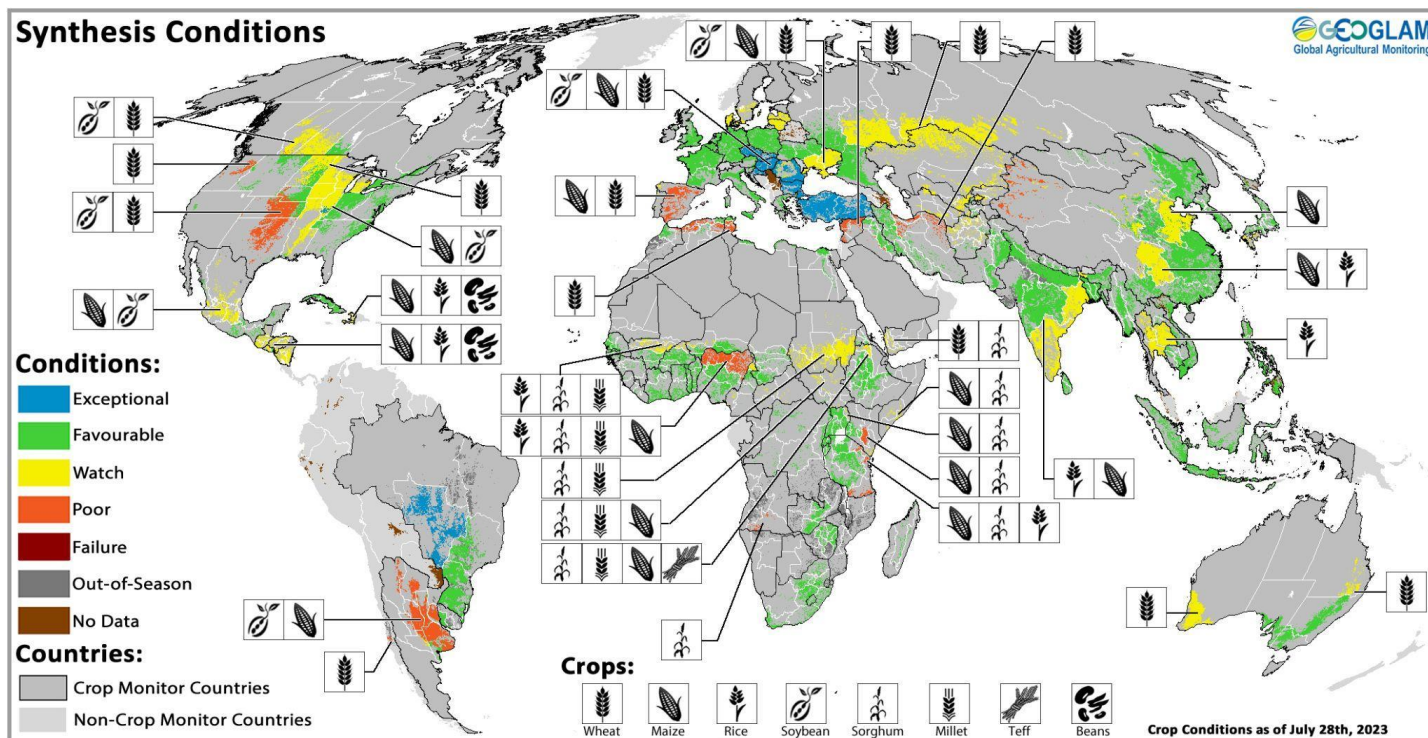 Synthesis Conditions
GEOGLAM
Global Agricultural Monitoring
Conditions:
Exceptional
Favourable
Watch
Poor
Failure
Out-of-Season
No Data
Countries:
Crop Monitor Countries
Non-Crop Monitor Countries
Crops:
Wheat
Maize
Rice
Soybean
Sorghum
Millet
Teff
Beans
Crop Conditions as of July 28th, 2023